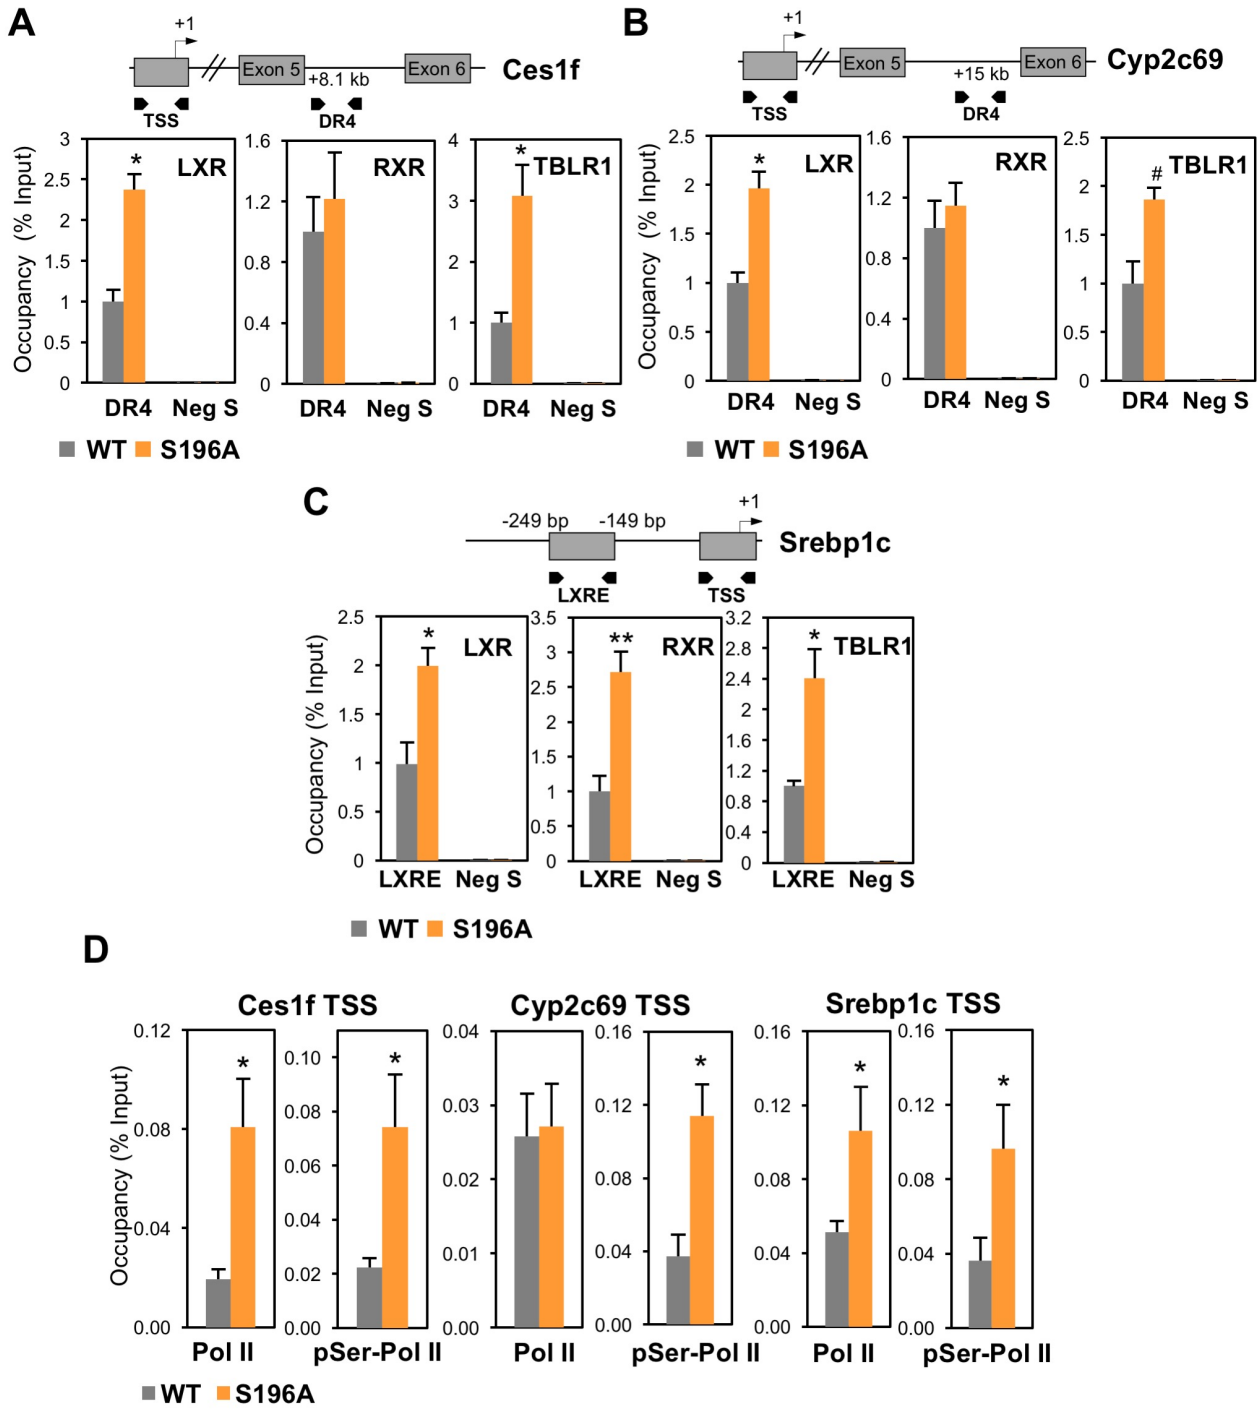 A
+1
Exon 5
+8.1 kb
Exon 6
Ces1f
TSS
DR4
Occupancy (% Input)
3
2.5
2
1.5
1
0.5
0
*
LXR
DR4 Neg S
1.6
1.2
0.8
0.4
0
RXR
DR4 Neg S
4
3
2
1
0
*
TBLR1
DR4 Neg S
WT S196A
B
+1
Exon 5
+15 kb
Exon 6
Cyp2c69
TSS
DR4
Occupancy (% Input)
2.5
2
1.5
1
0.5
0
*
LXR
DR4 Neg S
1.6
1.2
0.8
0.4
0
RXR
DR4 Neg S
2.5
2
1.5
1
0.5
0
#
TBLR1
DR4 Neg S
WT S196A
C
-249 bp -149 bp
+1
Srebp1c
LXRE
TSS
Occupancy (% Input)
2.5
2
1.5
1
0.5
0
*
LXR
LXRE Neg S
3.5
3
2.5
2
1.5
1
0.5
0
**
RXR
LXRE Neg S
3.2
2.8
2.4
2
1.6
1.2
0.8
0.4
0
*
TBLR1
LXRE Neg S
WT S196A
D
Ces1f TSS
Occupancy (% Input)
0.12
0.08
0.04
0.00
*
Pol II
0.10
0.08
0.06
0.04
0.02
0.00
*
pSer-Pol II
Cyp2c69 TSS
0.04
0.03
0.02
0.01
0.00
Pol II
0.16
0.12
0.08
0.04
0.00
*
pSer-Pol II
Srebp1c TSS
0.16
0.12
0.08
0.04
0.00
*
Pol II
0.16
0.12
0.08
0.04
0.00
*
pSer-Pol II
WT S196A